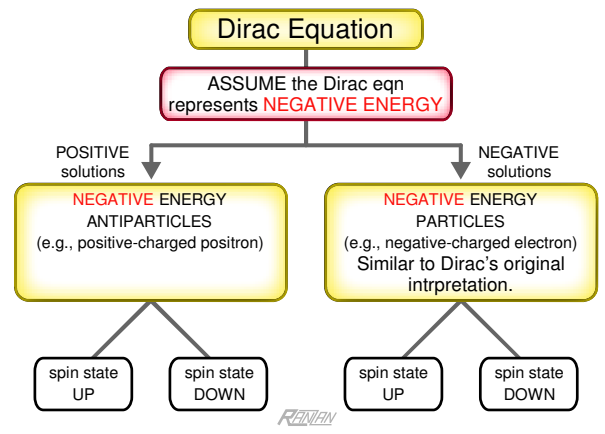 Dirac Equation
ASSUME the Dirac eqn
represents NEGATIVE ENERGY
POSITIVE
solutions
NEGATIVE
solutions
NEGATIVE ENERGY
ANTIPARTICLES
(e.g., positive-charged positron)
NEGATIVE ENERGY
PARTICLES
(e.g., negative-charged electron)
Similar to Dirac's original
intrpretation.
spin state
UP
spin state
DOWN
spin state
UP
spin state
DOWN